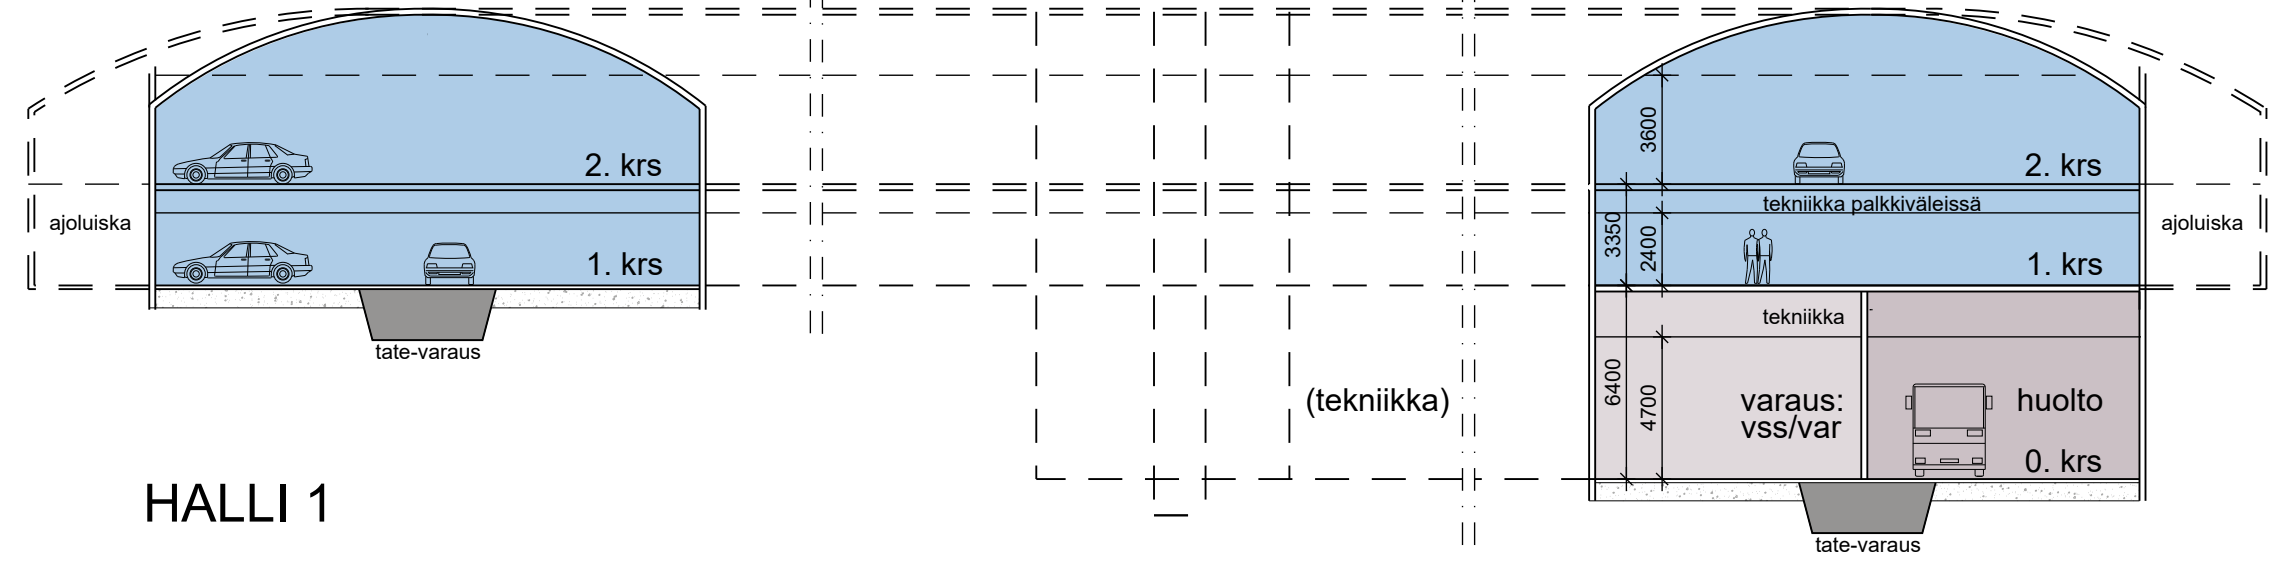 2. krs
ajoluiska
1. krs
tate-varaus
HALLI 1
(tekniikka)
3600
2. krs
tekniikka palkkiväleissä
3350
2400
1. krs
ajoluiska
tekniikka
6400
4700
varaus:
vss/var
huolto
0. krs
tate-varaus